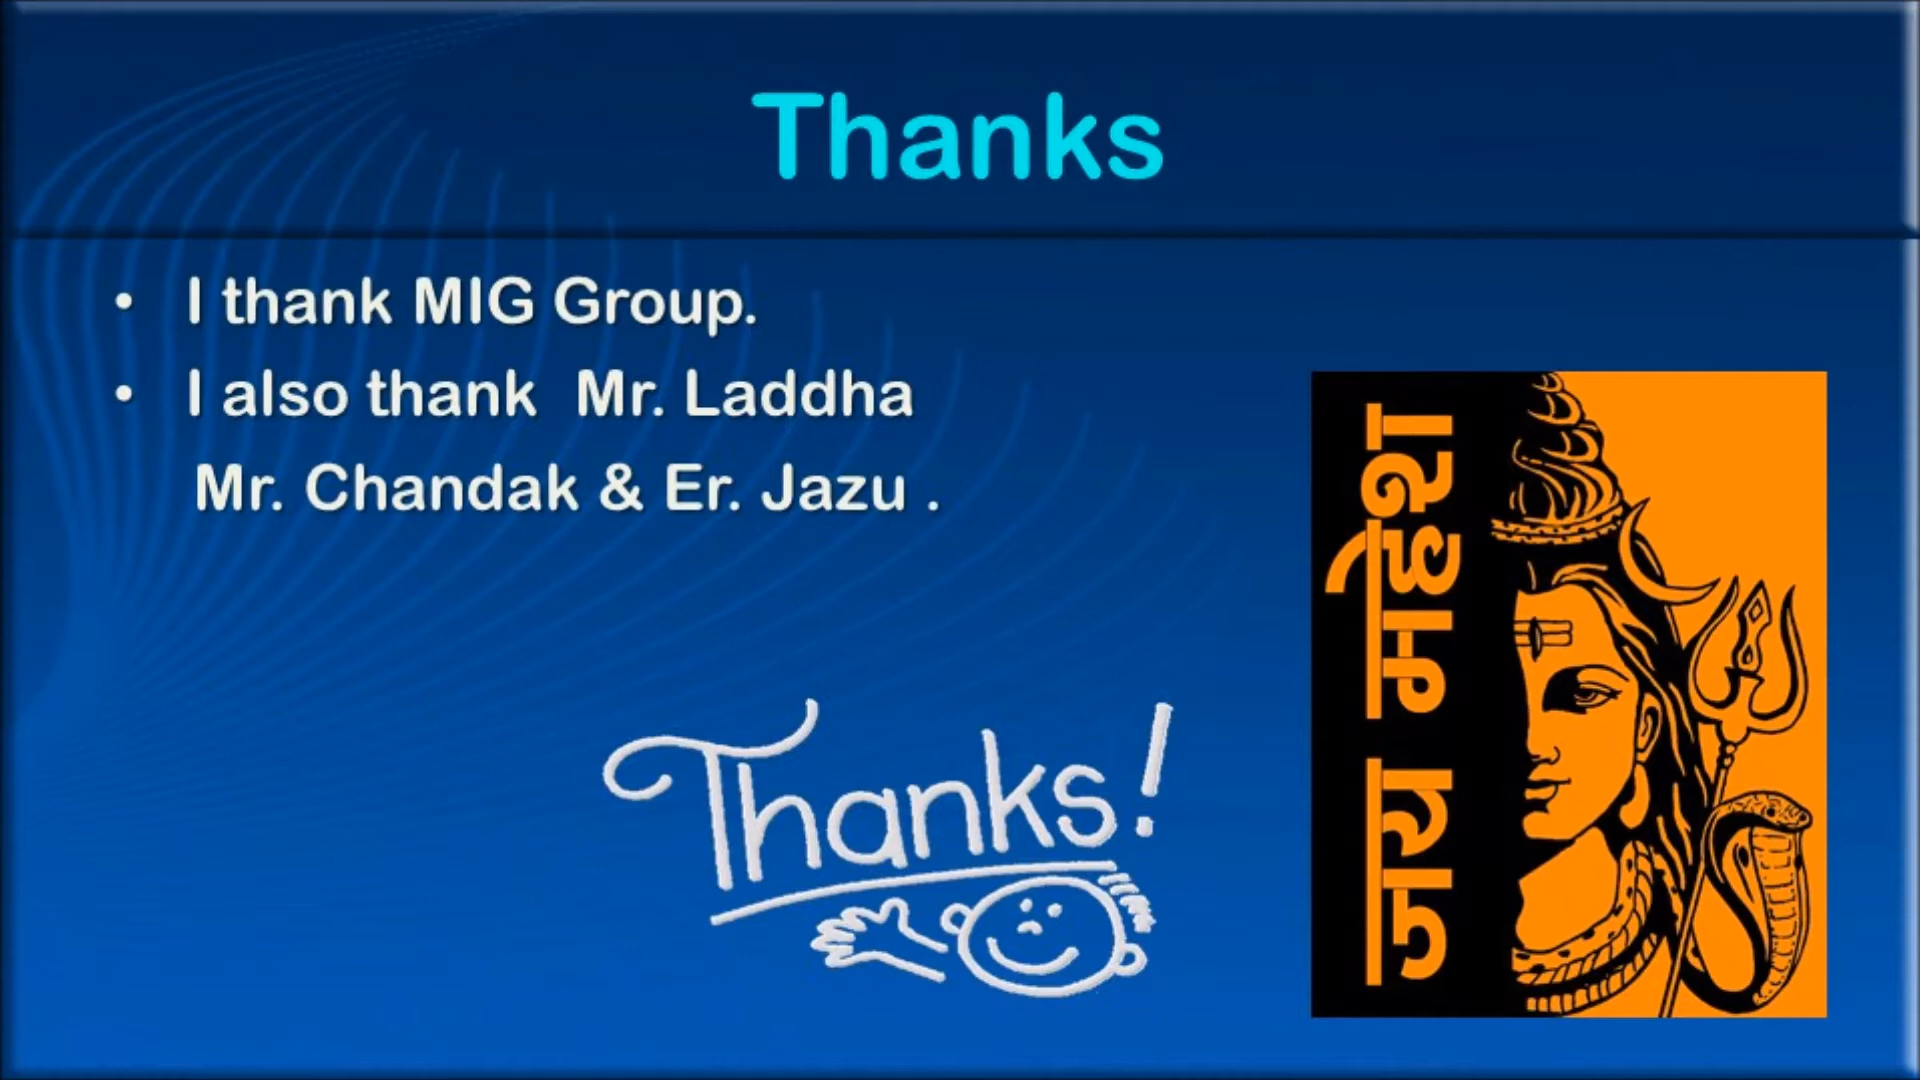 Thanks
• I thank MIG Group.
• I also thank Mr. Laddha
Mr. Chandak & Er. Jazu .
Thanks!
जय महेश